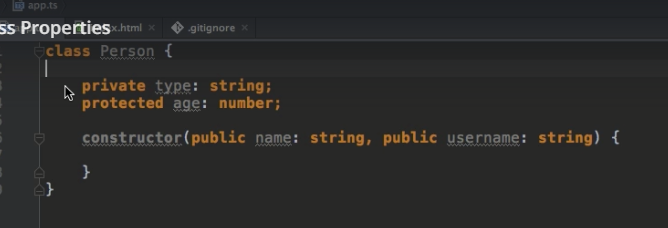 app.ts
ss Properties
.html
.gitignore
class Person {
private type: string;
protected age: number;
constructor(public name: string, public username: string) {
}
}